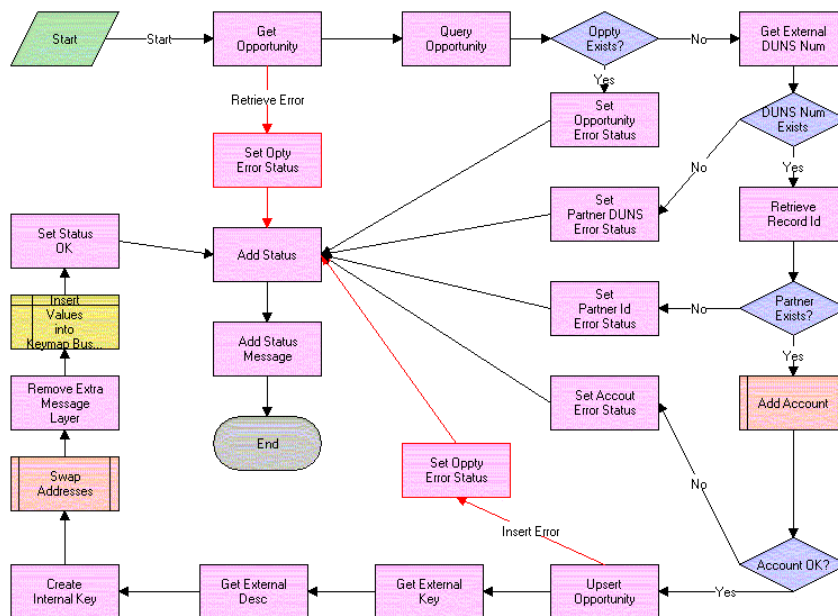 Start
Start
Get
Opportunity
Query
Opportunity
Oppty
Exists?
No
Get External
DUNS Num
Yes
Retrieve Error
Set
Opportunity
Error Status
DUNS Num
Exists
Set Opty
Error Status
No
Yes
Set
Partner DUNS
Error Status
Retrieve
Record Id
Set Status
OK
Add Status
Insert
Values
into
Keymap Bus...
Set
Partner Id
Error Status
No
Partner
Exists?
Add Status
Message
Yes
Remove Extra
Message
Layer
Set Accout
Error Status
Add Account
End
Swap
Addresses
Set Oppty
Error Status
No
Insert Error
Account OK?
Create
Internal Key
Get External
Desc
Get External
Key
Upsert
Opportunity
Yes